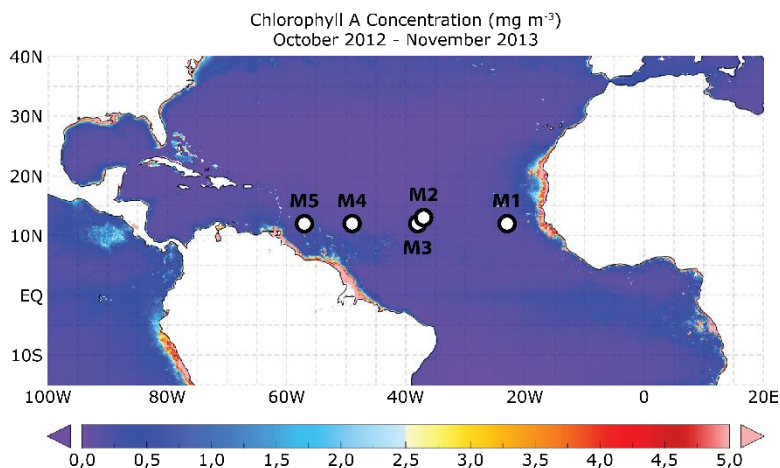 Chlorophyll A Concentration (mg m⁻³)
October 2012 - November 2013
40N
30N
20N
M5 M4 M2 M1
10N
M3
EQ
10S
100W 80W 60W 40W 20W 0 20E
0,0 0,5 1,0 1,5 2,0 2,5 3.0 3.5 4.0 4.5 5,0